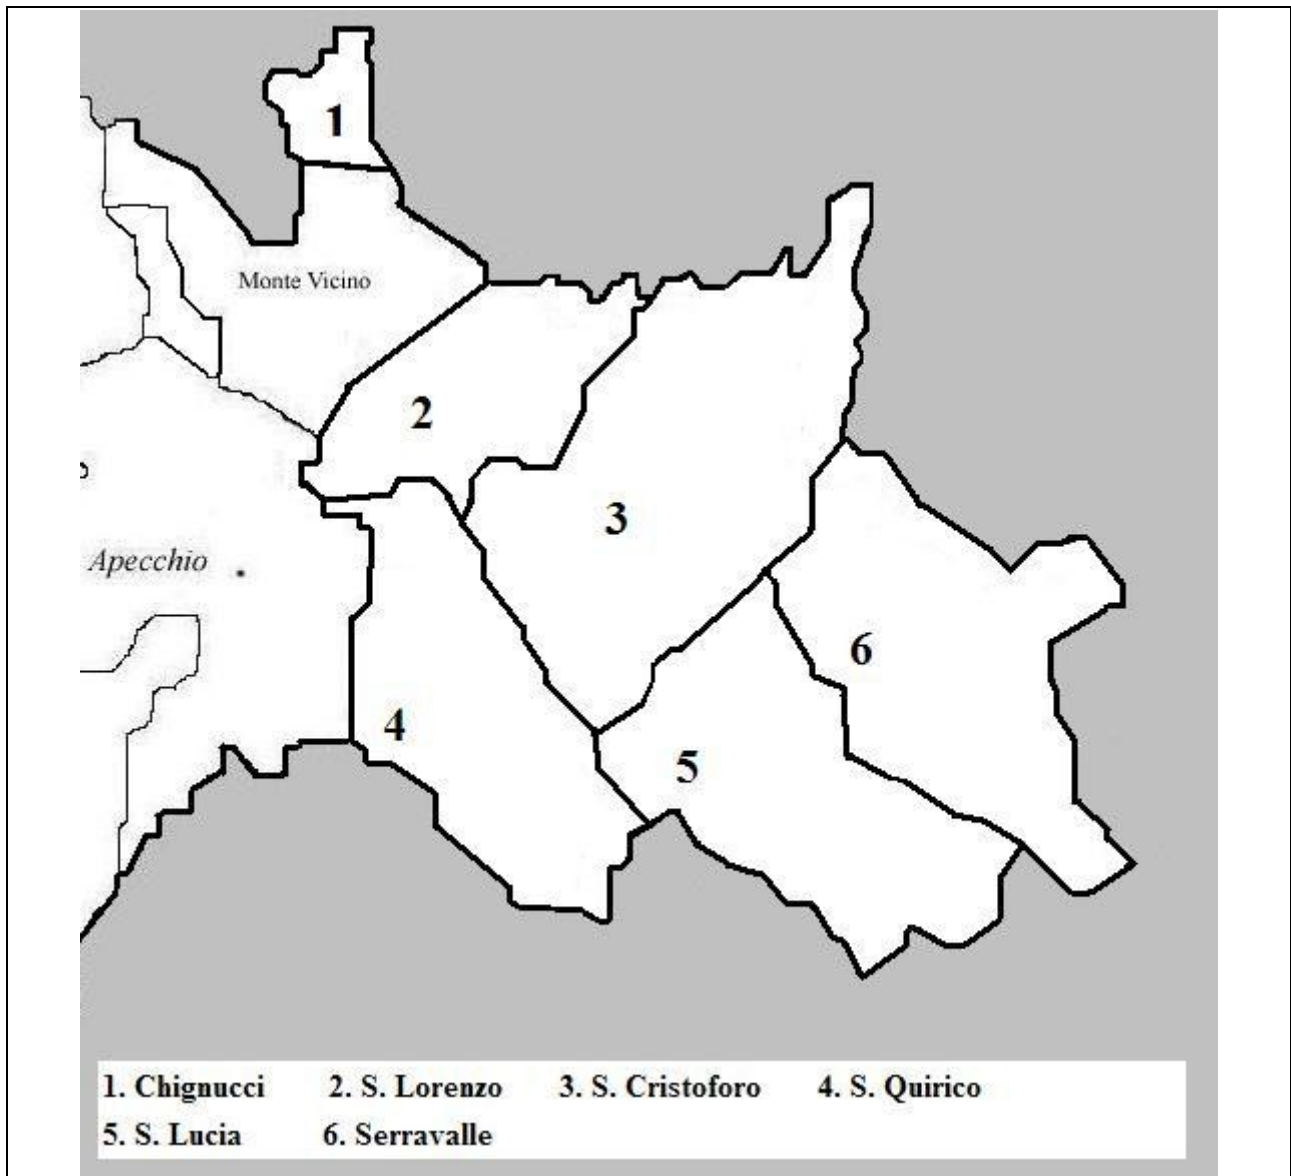 1
Monte Vicino
2
3
Apecchio
6
4
5
1. Chignucci 2. S. Lorenzo 3. S. Cristoforo 4. S. Quirico
5. S. Lucia 6. Serravalle